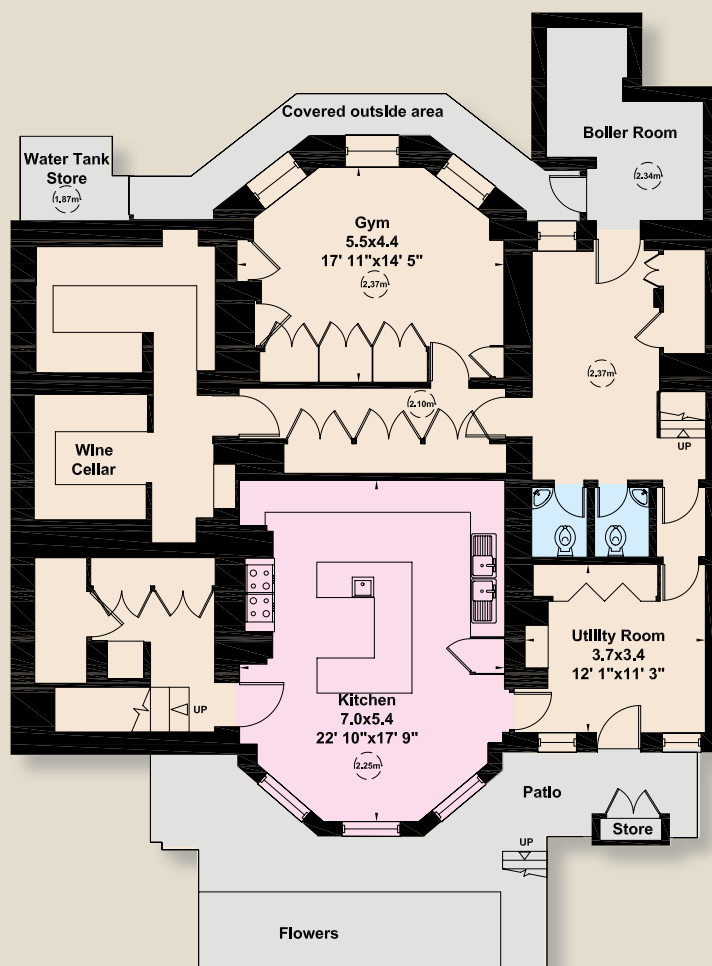 Covered outside area
Boiler Room
2.34m
Water Tank
Store
1.87m
Gym
5.5x4.4
17' 11"x14' 5"
2.37m
2.37m
2.10m
UP
Wine
Cellar
Utility Room
3.7x3.4
12' 1"x11' 3"
Kitchen
7.0x5.4
22' 10"x17' 9"
2.25m
UP
Patio
Store
UP
Flowers